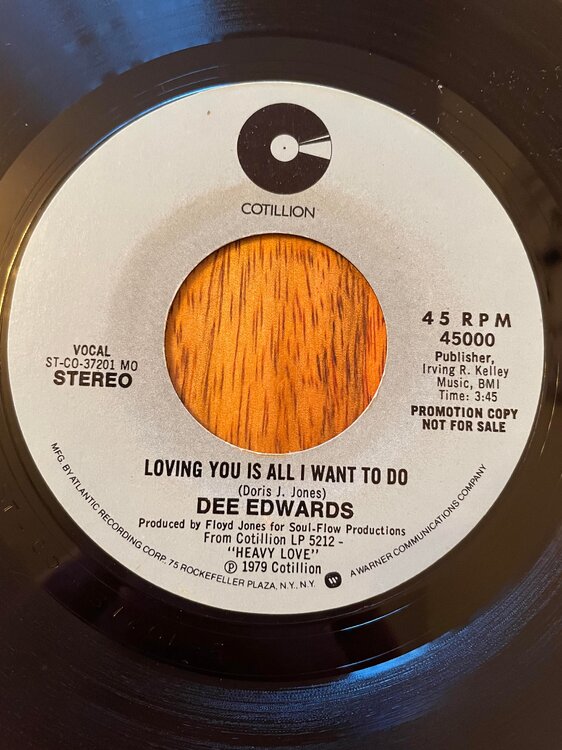 COTILLION
VOCAL
ST-CO-37201 MO
STEREO
45 RPM
45000
Publisher,
Irving R. Kelley
Music, BMI
Time: 3:45
PROMOTION COPY
NOT FOR SALE
LOVING YOU IS ALL I WANT TO DO
(Doris J. Jones)
DEE EDWARDS
Produced by Floyd Jones for Soul-Flow Productions
From Cotillion LP 5212 -
"HEAVY LOVE"
℗ 1979 Cotillion
MFG. BY ATLANTIC RECORDING CORP. 75 ROCKEFELLER PLAZA, N.Y., N.Y. W A WARNER COMMUNICATIONS COMPANY